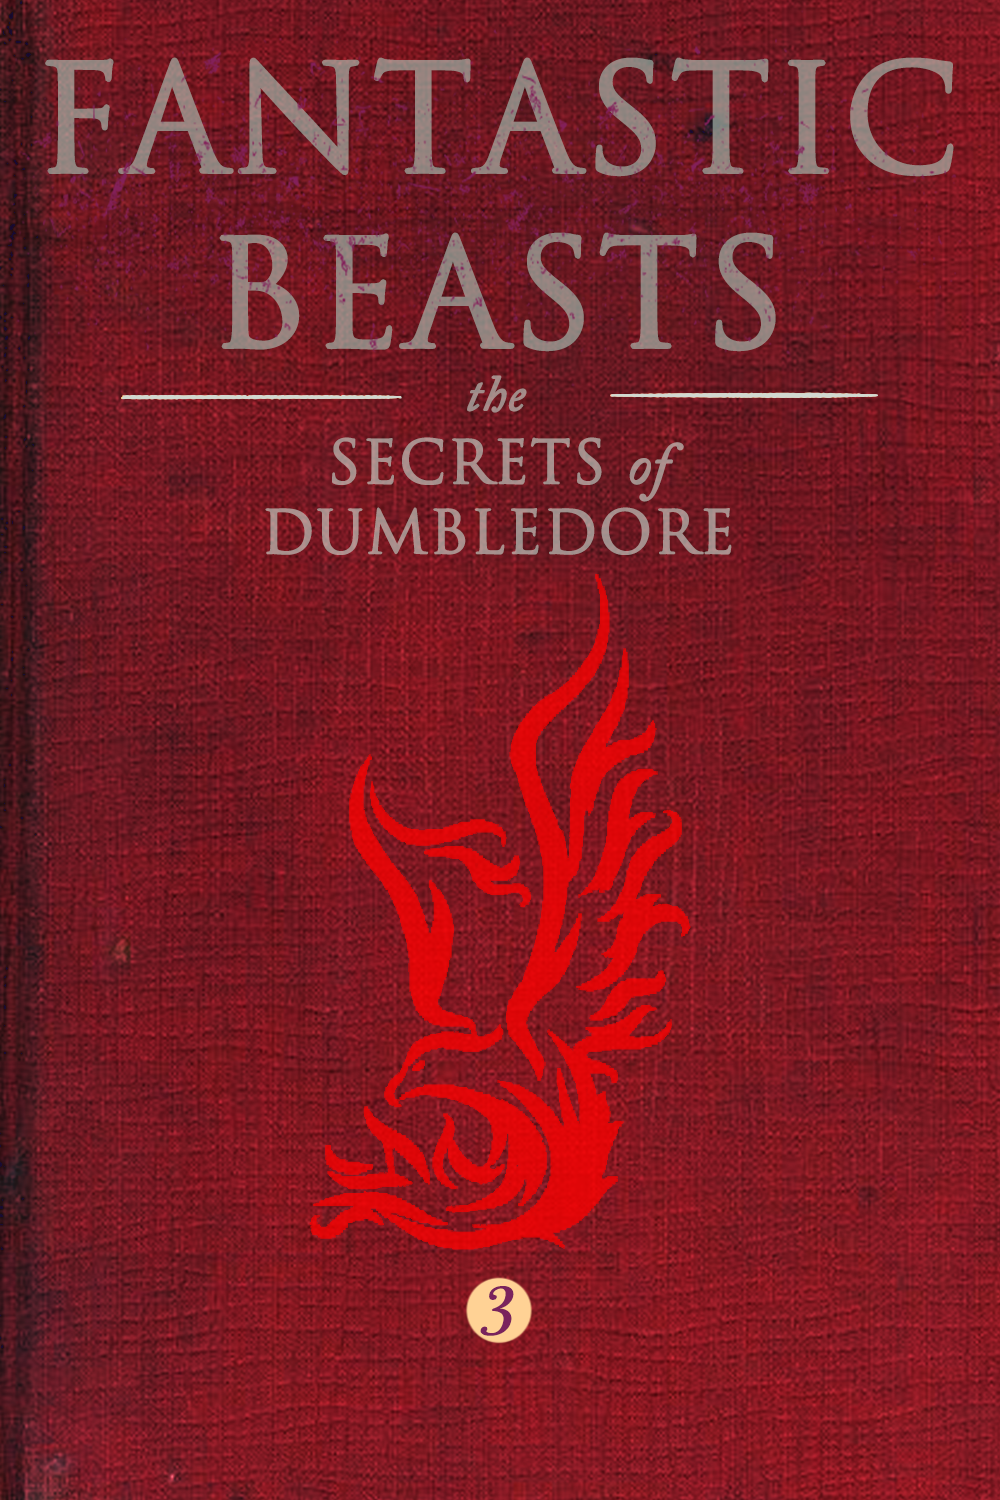 FANTASTIC
BEASTS
the
SECRETS of
DUMBLEDORE
3